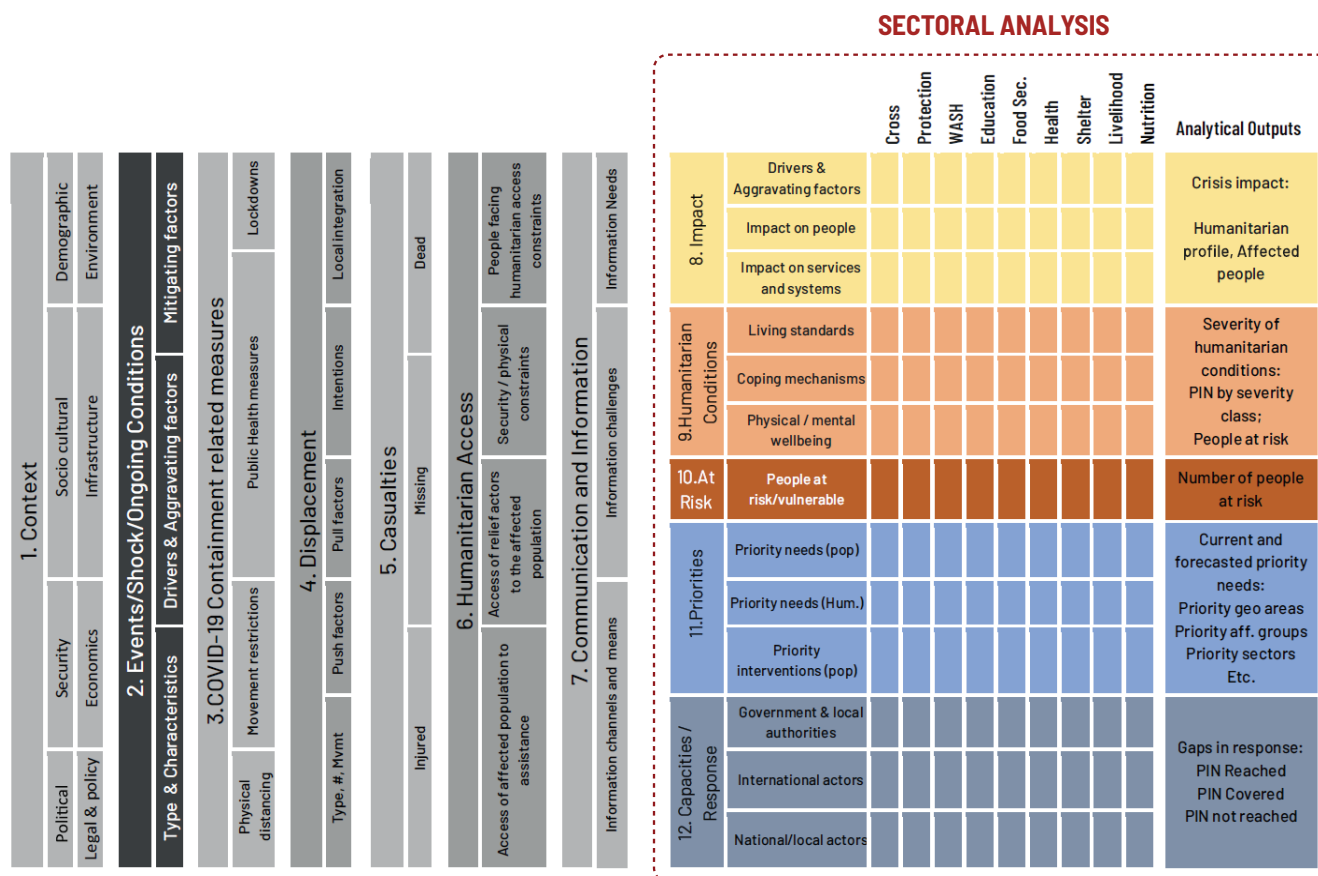 SECTORAL ANALYSIS
1. Context
Political
Security
Socio cultural
Demographic
Legal & policy
Economics
Infrastructure
Environment
2. Events/Shock/Ongoing Conditions
Type & Characteristics
Drivers & Aggravating factors
Mitigating factors
3.COVID-19 Containment related measures
Physical
distancing
Movement restrictions
Public Health measures
Lockdowns
4. Displacement
Type, #, Mvmt
Push factors
Pull factors
Intentions
Local integration
5. Casualties
Injured
Missing
Dead
6. Humanitarian Access
Access of affected population to
assistance
Access of relief actors
to the affected
population
Security / physical
constraints
People facing
humanitarian access
constraints
7. Communication and Information
Information channels and means
Information challenges
Information Needs
Cross
Protection
WASH
Education
Food Sec.
Health
Shelter
Livelihood
Nutrition
Analytical Outputs
8. Impact
Drivers &
Aggravating factors
Impact on people
Impact on services
and systems
Crisis impact:
Humanitarian
profile, Affected
people
9.Humanitarian
Conditions
Living standards
Coping mechanisms
Physical / mental
wellbeing
Severity of
humanitarian
conditions:
PIN by severity
class;
People at risk
10.At
Risk
People at
risk/vulnerable
Number of people
at risk
11.Priorities
Priority needs (pop)
Priority needs (Hum.)
Priority
interventions (pop)
Current and
forecasted priority
needs:
Priority geo areas
Priority aff. groups
Priority sectors
Etc.
12. Capacities /
Response
Government & local
authorities
International actors
National/local actors
Gaps in response:
PIN Reached
PIN Covered
PIN not reached